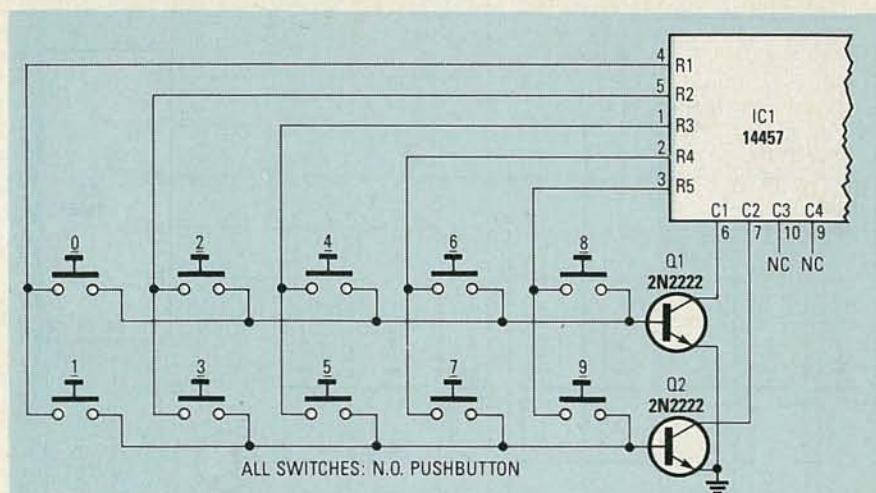 4 R1
5 R2
1 R3
2 R4
3 R5
IC1
14457
C1 C2 C3 C4
6 7 10 9
NC NC
0 2 4 6 8
Q1
2N2222
1 3 5 7 9
Q2
2N2222
ALL SWITCHES: N.O. PUSHBUTTON